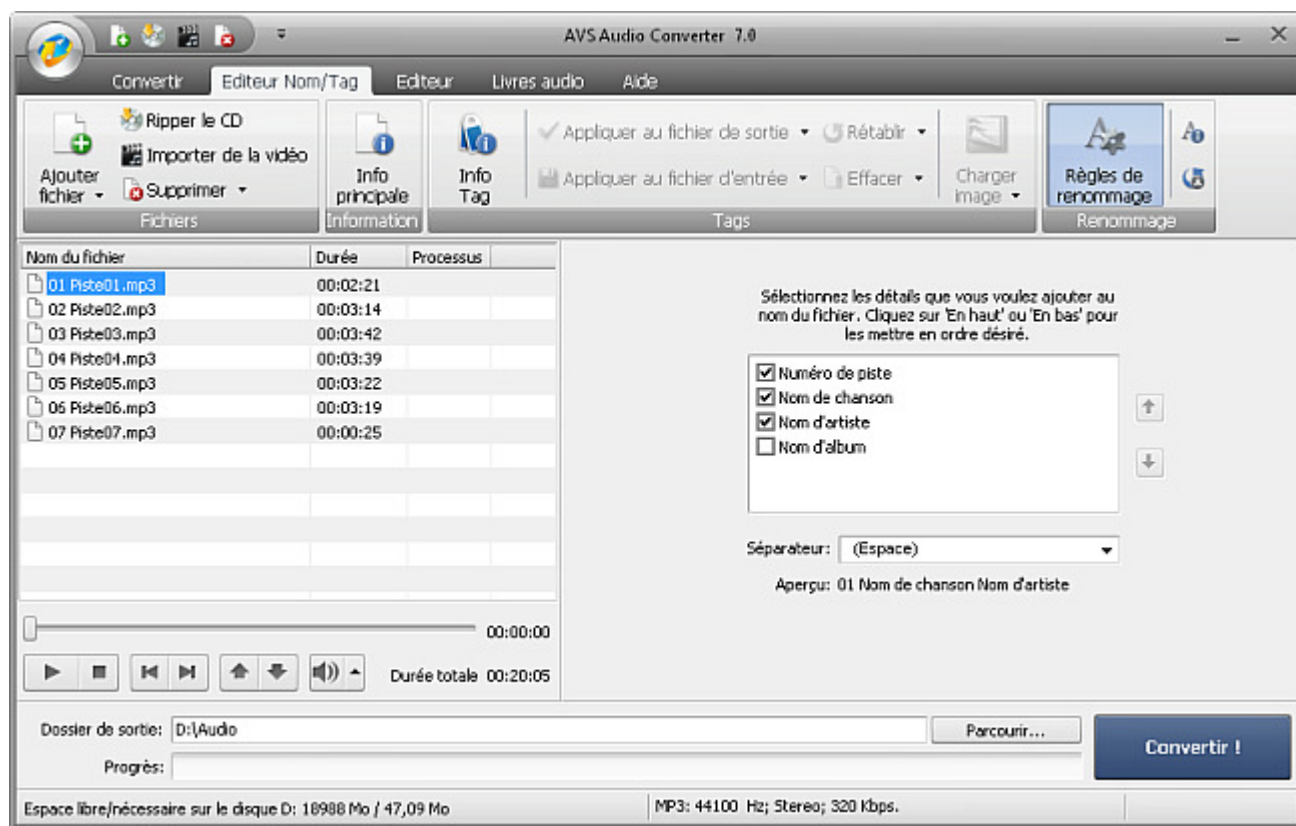 AVS Audio Converter 7.0
Convertir Editeur Nom/Tag Editeur Livres audio Aide
Ajouter fichier
Ripper le CD
Importer de la vidéo
Supprimer
Fichiers
Info principale
Information
Info Tag
Appliquer au fichier de sortie
Rétablir
Appliquer au fichier d'entrée
Effacer
Charger image
Tags
Règles de renommage
Renommage
Nom du fichier Durée Processus
01 Piste01.mp3 00:02:21
02 Piste02.mp3 00:03:14
03 Piste03.mp3 00:03:42
04 Piste04.mp3 00:03:39
05 Piste05.mp3 00:03:22
06 Piste06.mp3 00:03:19
07 Piste07.mp3 00:00:25
00:00:00
Durée totale 00:20:05
Sélectionnez les détails que vous voulez ajouter au
nom du fichier. Cliquez sur 'En haut' ou 'En bas' pour
les mettre en ordre désiré.
Numéro de piste
Nom de chanson
Nom d'artiste
Nom d'album
Séparateur: (Espace)
Aperçu: 01 Nom de chanson Nom d'artiste
Dossier de sortie: D:\Audio
Parcourir...
Convertir !
Progrès:
Espace libre/nécessaire sur le disque D: 18988 Mo / 47,09 Mo
MP3: 44100 Hz; Stereo; 320 Kbps.